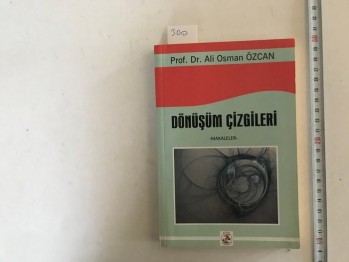 300
Prof. Dr. Ali Osman ÖZCAN
DÖNÜŞÜM ÇİZGİLERİ
-MAKALELER-